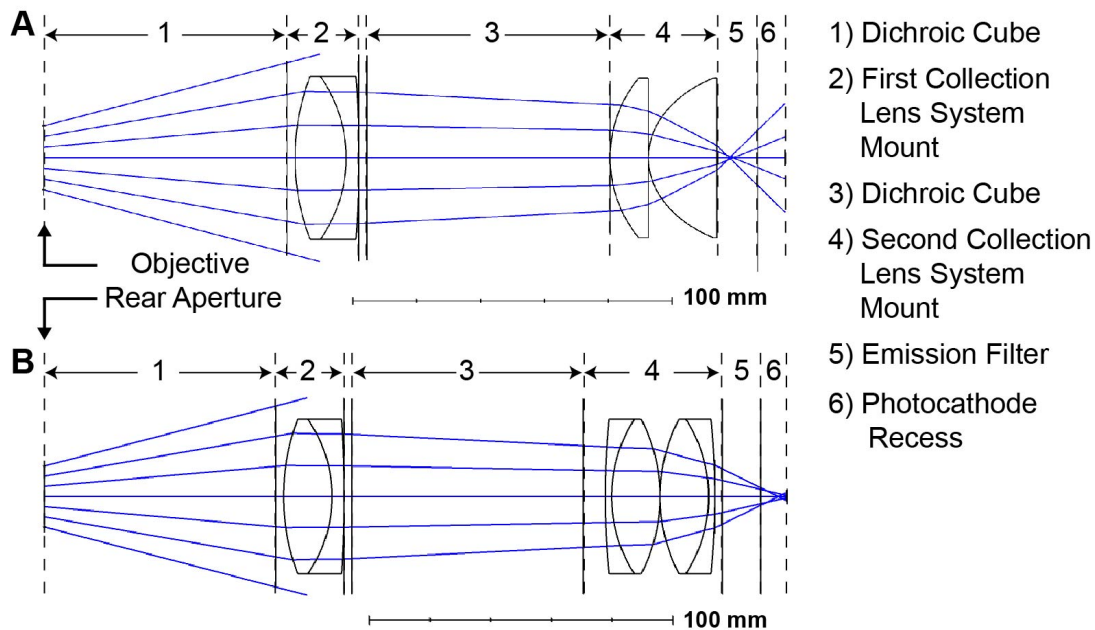 A
1 2 3 4 5 6
1) Dichroic Cube
2) First Collection
Lens System
Mount
3) Dichroic Cube
4) Second Collection
Lens System
Mount
5) Emission Filter
6) Photocathode
Recess
Objective
Rear Aperture
100 mm
B
1 2 3 4 5 6
100 mm